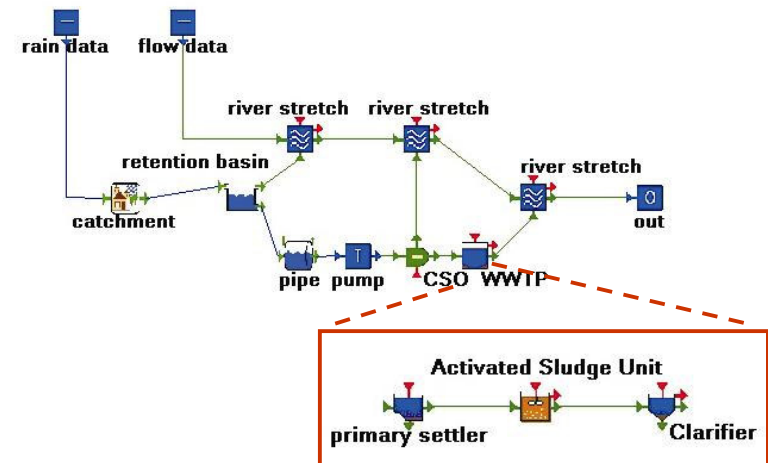 rain data
flow data
river stretch
river stretch
retention basin
river stretch
catchment
O
out
T
pipe
pump
CSO
WWTP
Activated Sludge Unit
primary settler
Clarifier